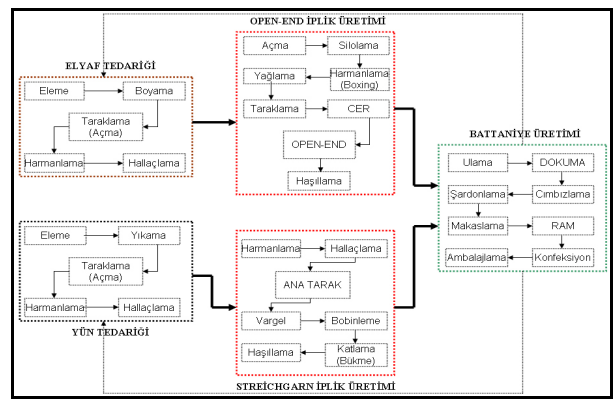 OPEN-END İPLİK ÜRETİMİ
Açma
Silolama
Yağlama
Harmanlama
(Boxing)
Taraklama
CER
OPEN-END
Haşıllama
ELYAF TEDARİĞİ
Eleme
Boyama
Taraklama
(Açma)
Harmanlama
Hallaçlama
BATTANİYE ÜRETİMİ
Ulama
DOKUMA
Şardonlama
Cımbızlama
Makaslama
RAM
Ambalajlama
Konfeksiyon
Eleme
Yıkama
Taraklama
(Açma)
Harmanlama
Hallaçlama
YÜN TEDARİĞİ
Harmanlama
Hallaçlama
ANA TARAK
Vargel
Bobinleme
Haşıllama
Katlama
(Bükme)
STREICHGARN İPLİK ÜRETİMİ